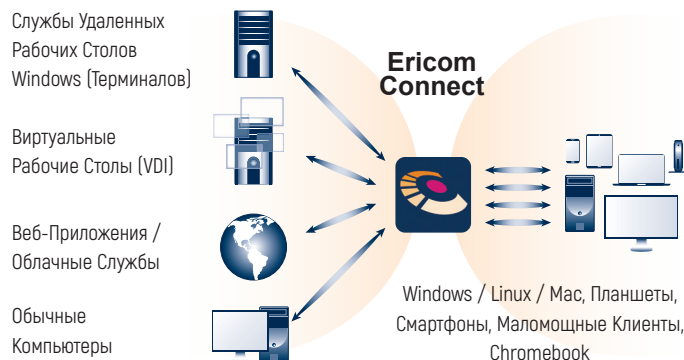 Службы Удаленных
Рабочих Столов
Windows (Терминалов)
Виртуальные
Рабочие Столы (VDI)
Веб-Приложения /
Облачные Службы
Обычные
Компьютеры
Ericom
Connect
Windows / Linux / Mac, Планшеты,
Смартфоны, Маломощные Клиенты,
Chromebook